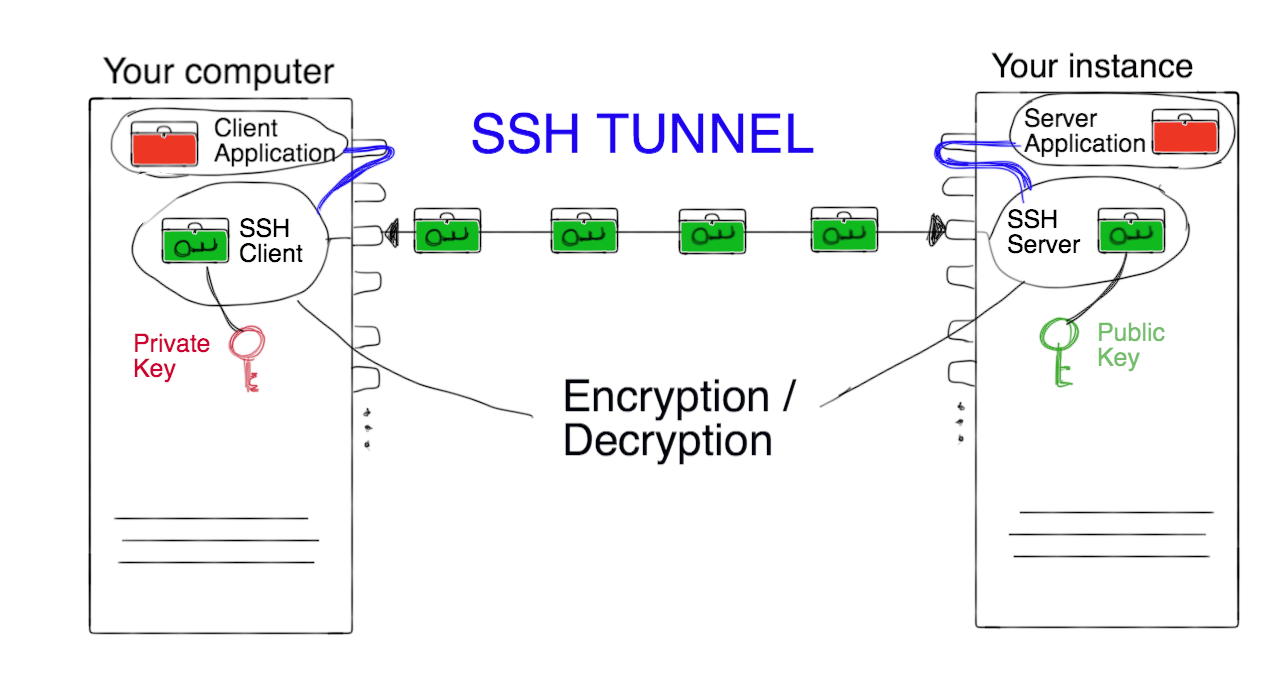 Your computer
Your instance
SSH TUNNEL
Client
Application
Server
Application
SSH
Client
SSH
Server
Private
Key
Public
Key
Encryption /
Decryption